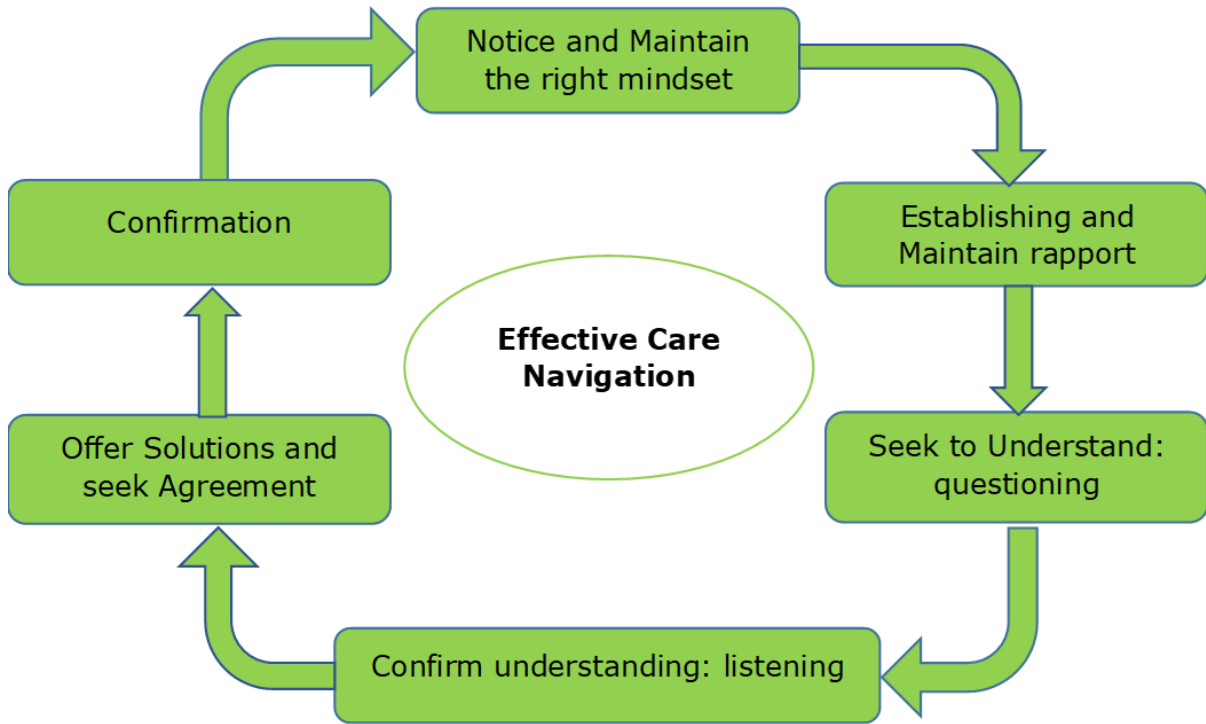 Notice and Maintain
the right mindset
Establishing and
Maintain rapport
Seek to Understand:
questioning
Confirm understanding: listening
Offer Solutions and
seek Agreement
Confirmation
Effective Care
Navigation